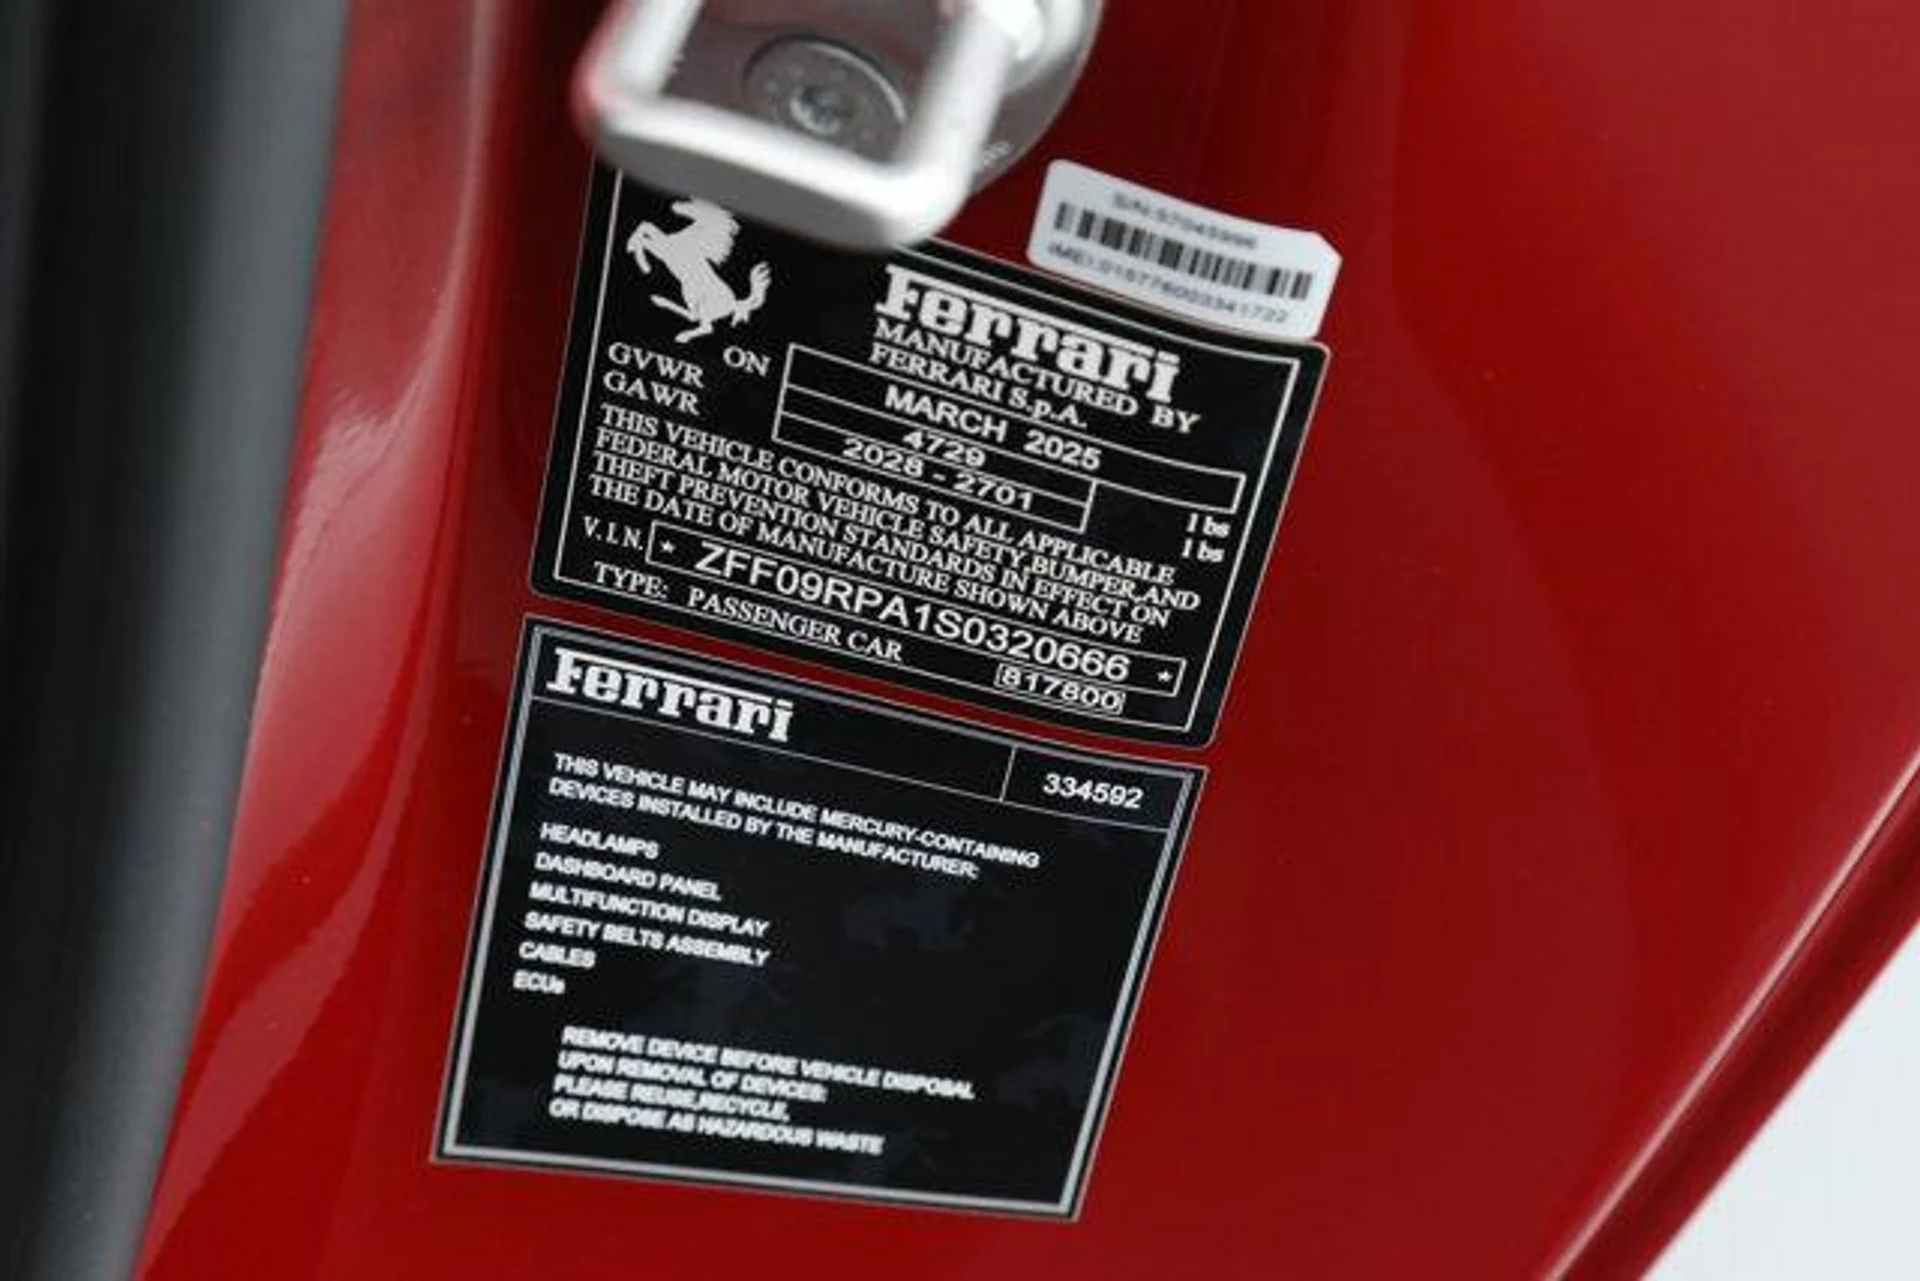 Ferrari
MANUFACTURED BY
FERRARI S.p.A.
ON MARCH 2025
GVWR 4729 lbs
GAWR 2028 - 2701 lbs
THIS VEHICLE CONFORMS TO ALL APPLICABLE
FEDERAL MOTOR VEHICLE SAFETY, BUMPER, AND
THEFT PREVENTION STANDARDS IN EFFECT ON
THE DATE OF MANUFACTURE SHOWN ABOVE
V.I.N. * ZFF09RPA1S0320666 *
TYPE: PASSENGER CAR 817800
Ferrari 334592
THIS VEHICLE MAY INCLUDE MERCURY-CONTAINING
DEVICES INSTALLED BY THE MANUFACTURER:
HEADLAMPS
DASHBOARD PANEL
MULTIFUNCTION DISPLAY
SAFETY BELTS ASSEMBLY
CABLES
ECUs
REMOVE DEVICE BEFORE VEHICLE DISPOSAL
UPON REMOVAL OF DEVICES:
PLEASE REUSE,RECYCLE,
OR DISPOSE AS HAZARDOUS WASTE